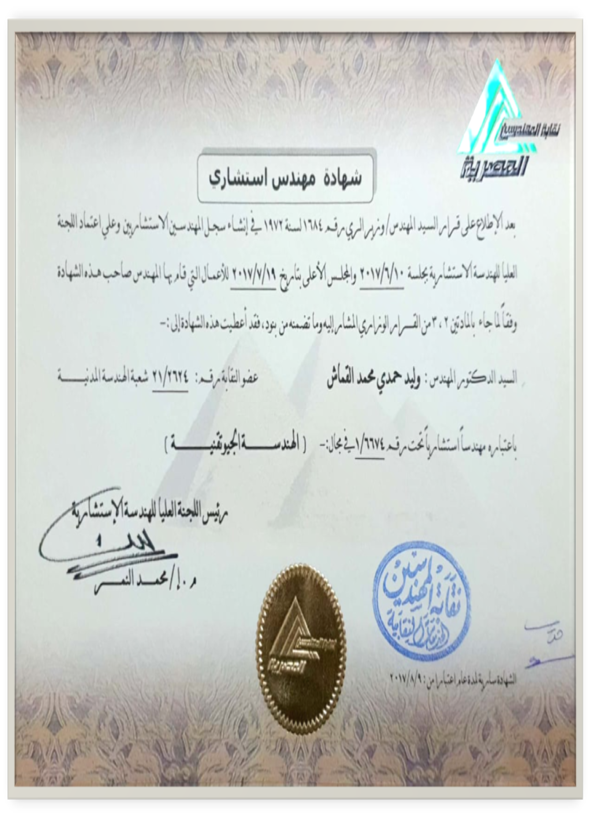 نقابة المهندسين
المصرية
شهادة مهندس استشاري
بعد الإطلاع على قرار السيد المهندس/ وزير الري رقم ١٦٨٤ لسنة ١٩٧٢ في إنشاء سجل المهندسين الاستشاريين وعلي اعتماد اللجنة
العليا للهندسة الاستشارية بجلسة ٢٠١٧/٦/١٠ والمجلس الأعلى بتاريخ ٢٠١٧/٧/١٩ للأعمال التي قام بها المهندس صاحب هذه الشهادة
وفقاً لما جاء بالمادتين ٢ ، ٣ من القرار الوزاري المشار إليه وما تضمنه من بنود، فقد أعطيت هذه الشهادة إلى :-
السيد الدكتور المهندس : وليد حمدي محمد القماش عضو النقابة رقم : ٢١/٢٦٢٤ شعبة الهندسة المدنية
باعتباره مهندساً استشارياً تحت رقم ١/٦٦٧٤ في مجال :- ( الهندسة الجيوتقنية )
رئيس اللجنة العليا للهندسة الإستشارية
م.إ/ محمد النمر
نقابة المهندسين
المصرية
الشهادة سارية لمدة عام اعتبارا من : ٢٠١٧/٨/٩